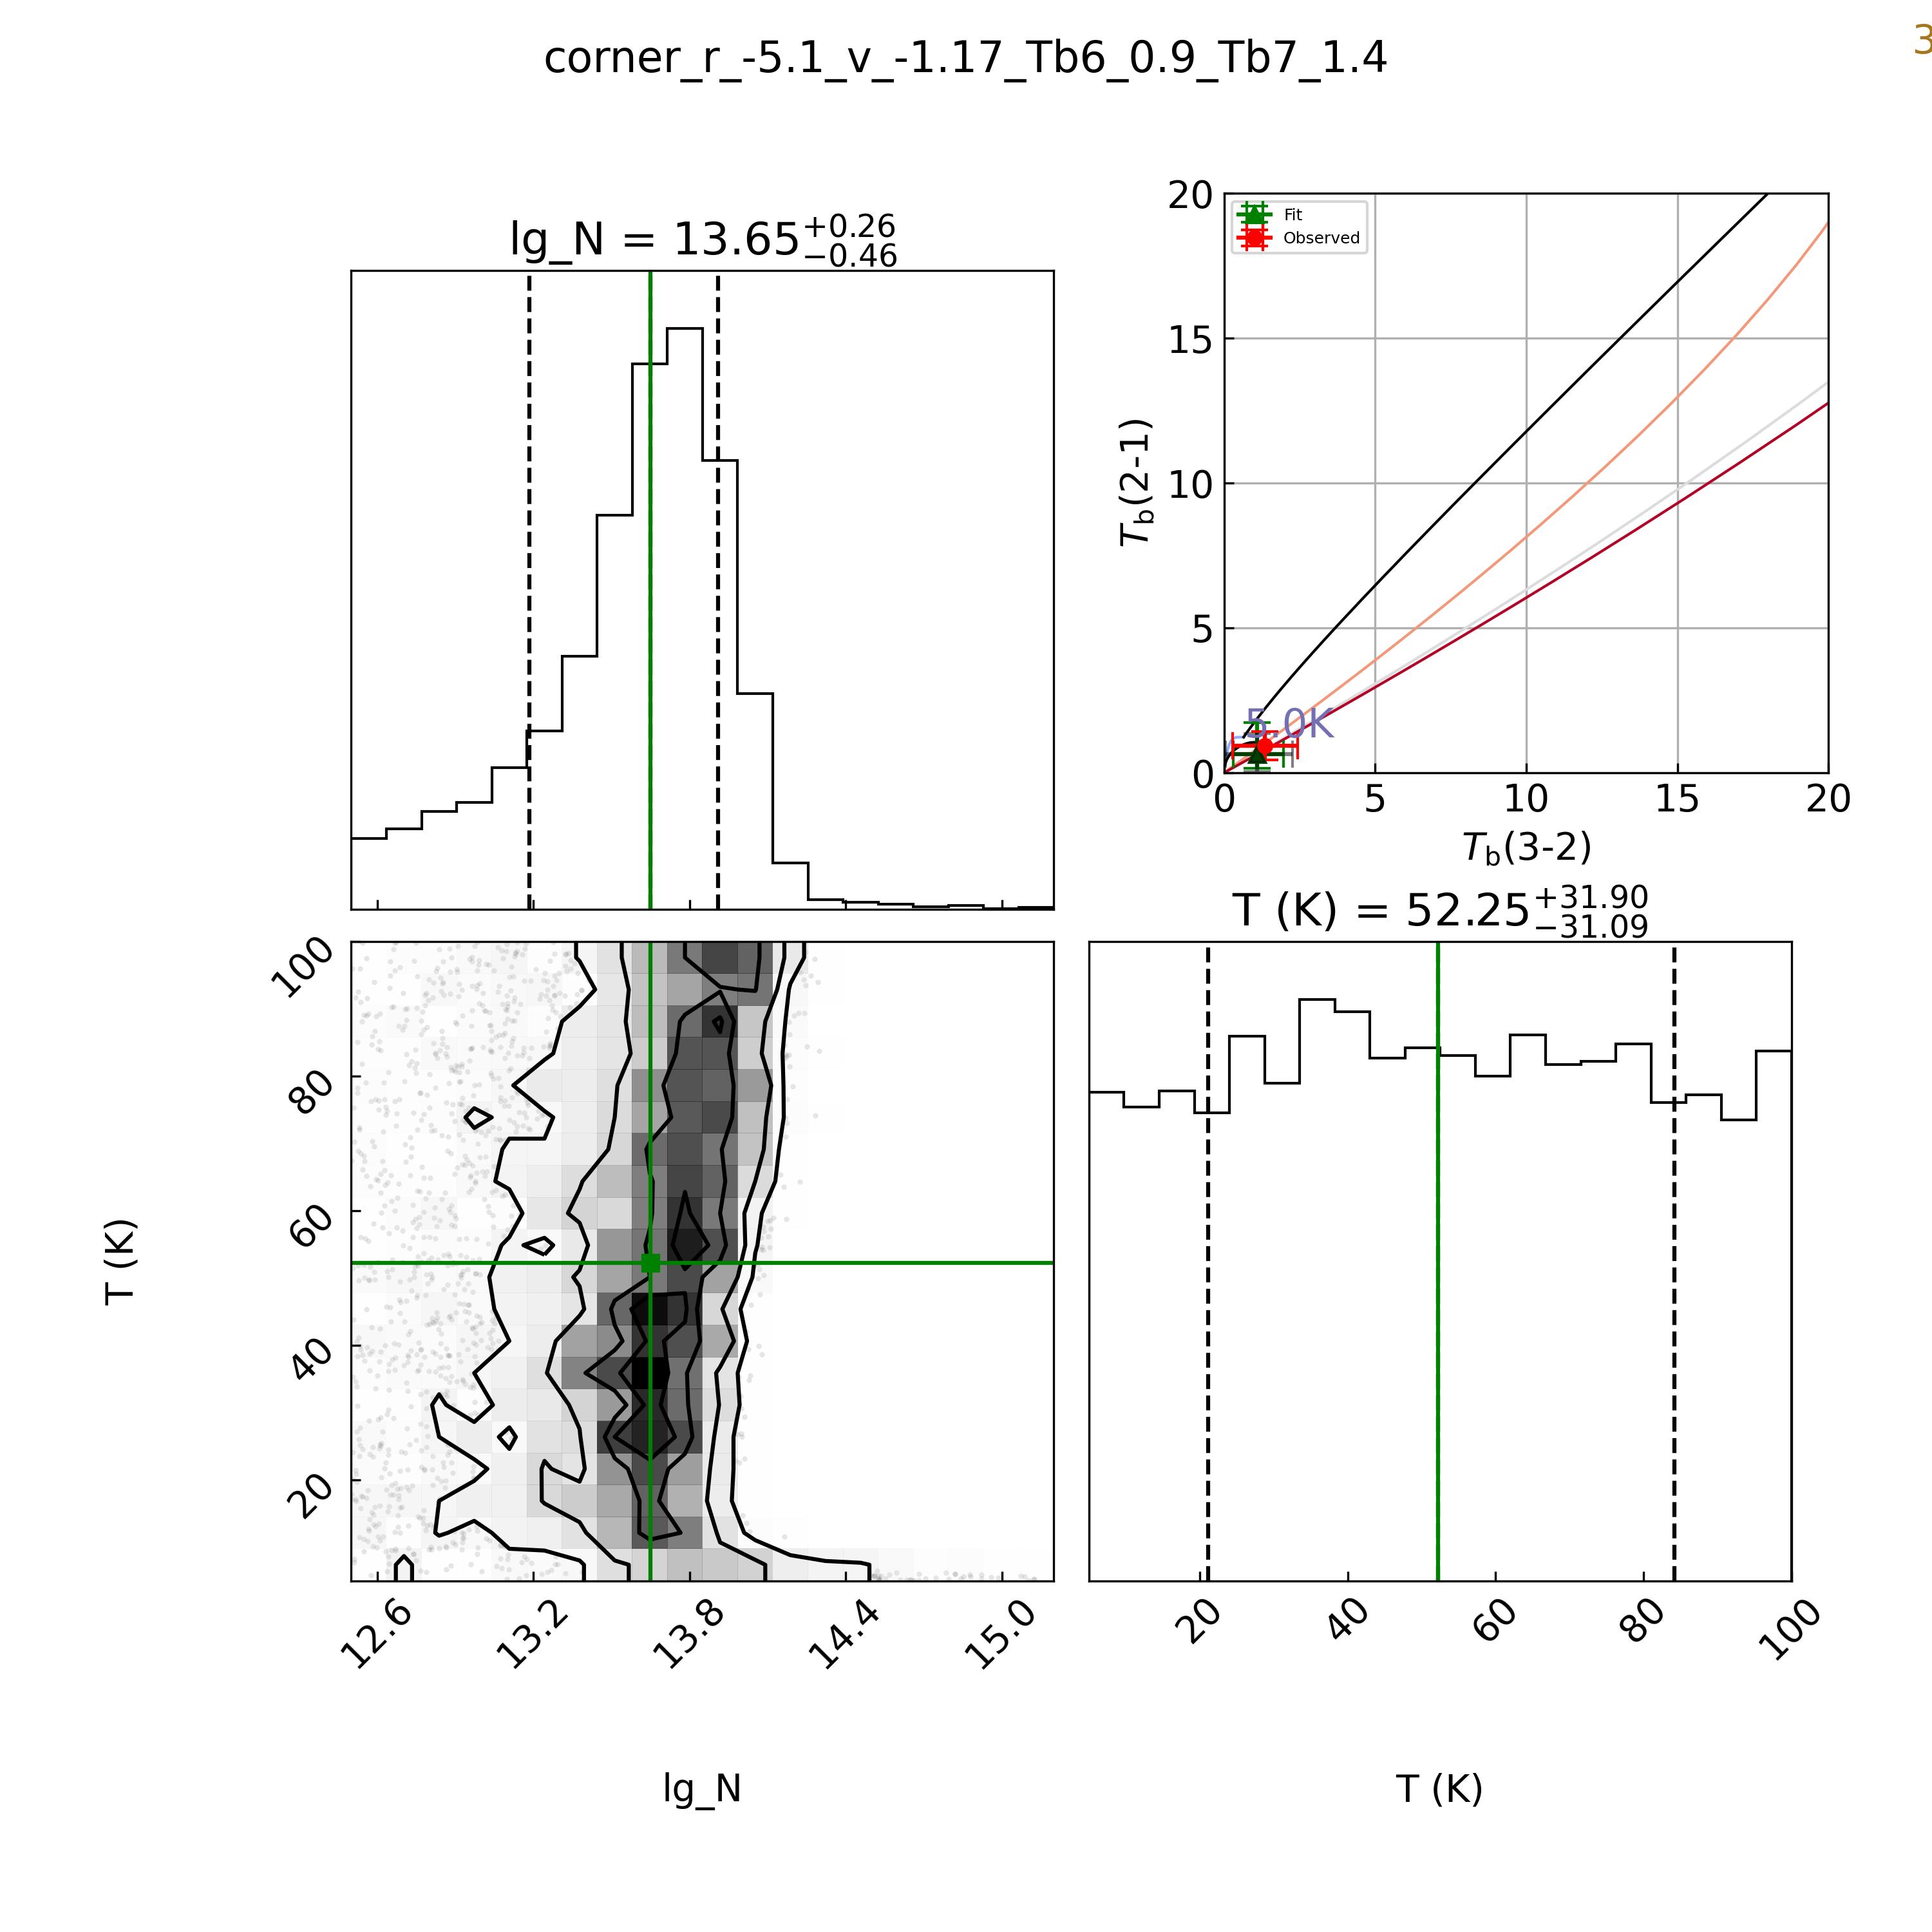 3
corner_r_-5.1_v_-1.17_Tb6_0.9_Tb7_1.4
lg_N = 13.65 +0.26 −0.46
20
15
10
5
0
T_b(2-1)
Fit
Observed
5.0K
0 5 10 15 20
T_b(3-2)
T (K) = 52.25 +31.90 −31.09
100
80
60
40
20
T (K)
12.6 13.2 13.8 14.4 15.0
lg_N
20 40 60 80 100
T (K)